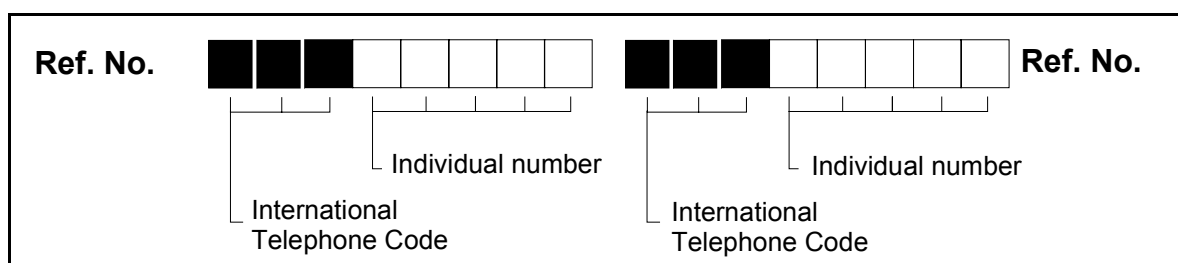 Ref. No. Ref. No.
Individual number Individual number
International International
Telephone Code Telephone Code